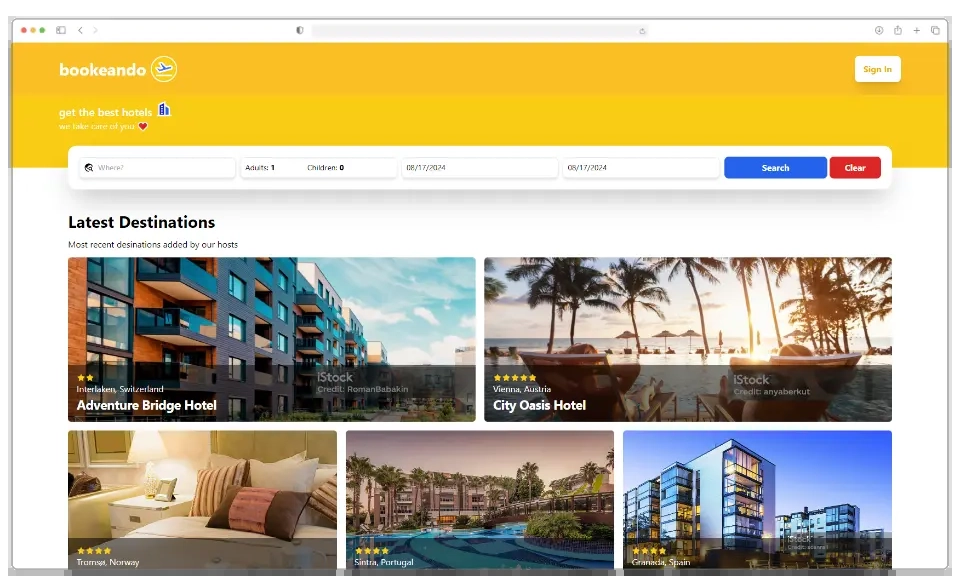 bookeando
Sign In
get the best hotels
we take care of you
Where?
Adults: 1
Children: 0
08/17/2024
08/17/2024
Search
Clear
Latest Destinations
Most recent desinations added by our hosts
iStock
Credit: RomanBabakin
Interlaken, Switzerland
Adventure Bridge Hotel
iStock
Credit: anyaberkut
Vienna, Austria
City Oasis Hotel
Tromsø, Norway
Sintra, Portugal
iStock
Granada, Spain